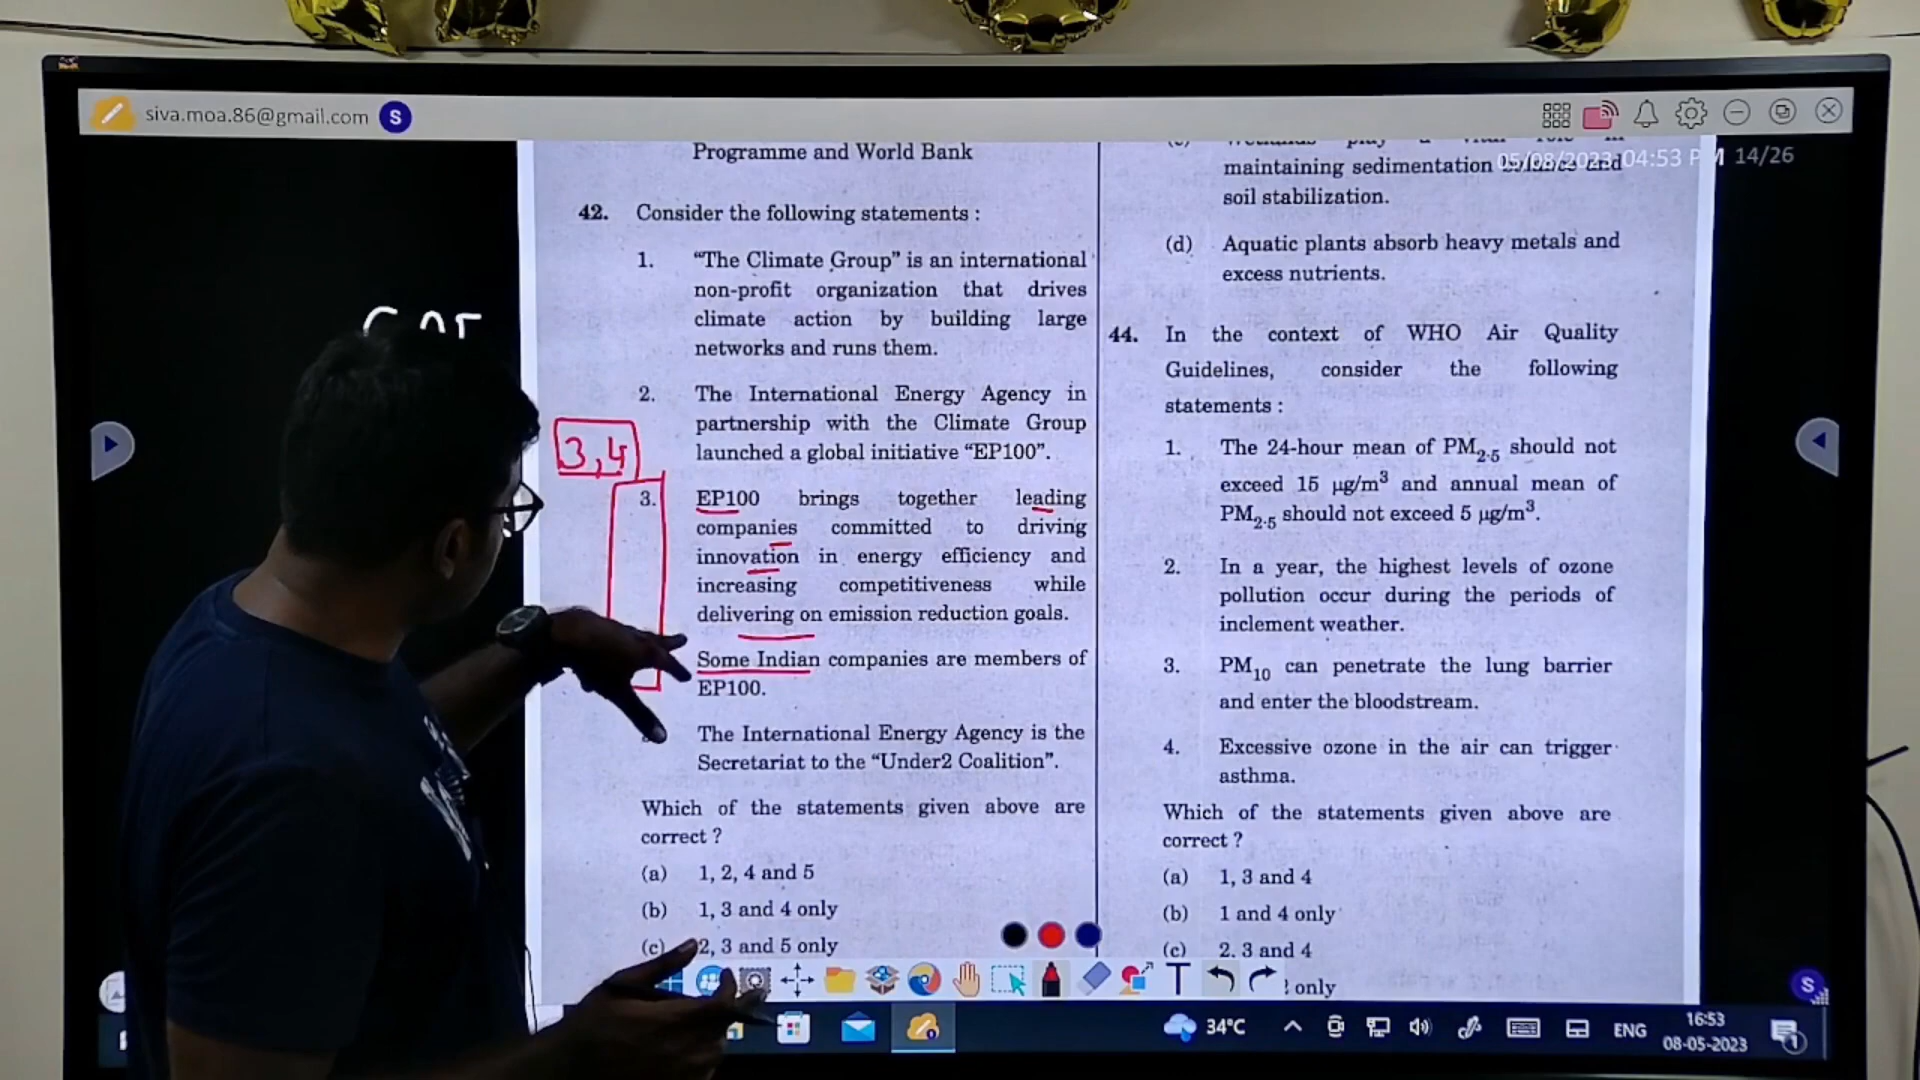 siva.moa.86@gmail.com S
05/08/2023 04:53 PM 14/26
Programme and World Bank
42. Consider the following statements :
1. “The Climate Group” is an international
non-profit organization that drives
climate action by building large
networks and runs them.
2. The International Energy Agency in
partnership with the Climate Group
launched a global initiative “EP100”.
3,4
3. EP100 brings together leading
companies committed to driving
innovation in energy efficiency and
increasing competitiveness while
delivering on emission reduction goals.
Some Indian companies are members of
EP100.
The International Energy Agency is the
Secretariat to the “Under2 Coalition”.
Which of the statements given above are
correct ?
(a) 1, 2, 4 and 5
(b) 1, 3 and 4 only
(c) 2, 3 and 5 only
maintaining sedimentation balance and
soil stabilization.
(d) Aquatic plants absorb heavy metals and
excess nutrients.
44. In the context of WHO Air Quality
Guidelines, consider the following
statements :
1. The 24-hour mean of PM2.5 should not
exceed 15 µg/m³ and annual mean of
PM2.5 should not exceed 5 µg/m³.
2. In a year, the highest levels of ozone
pollution occur during the periods of
inclement weather.
3. PM10 can penetrate the lung barrier
and enter the bloodstream.
4. Excessive ozone in the air can trigger
asthma.
Which of the statements given above are
correct ?
(a) 1, 3 and 4
(b) 1 and 4 only
(c) 2, 3 and 4
only
S
34°C
ENG
16:53
08-05-2023